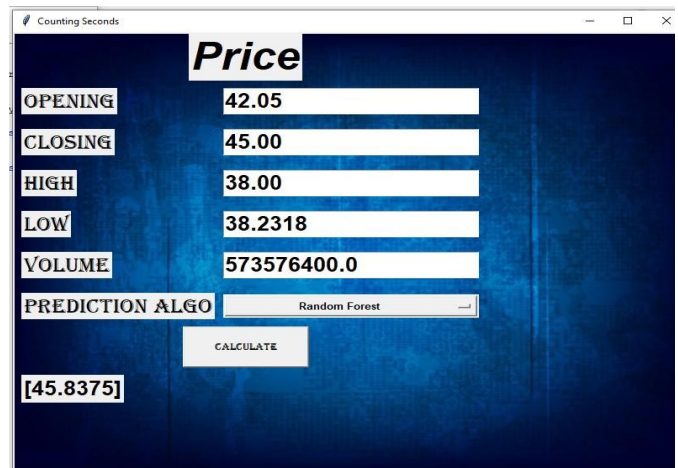 Counting Seconds
Price
OPENING 42.05
CLOSING 45.00
HIGH 38.00
LOW 38.2318
VOLUME 573576400.0
PREDICTION ALGO Random Forest
CALCULATE
[45.8375]